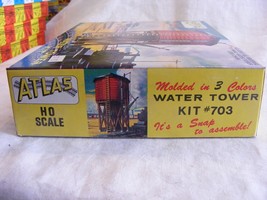 ATLAS
HO
SCALE
Molded in 3 Colors
WATER TOWER
KIT #703
It's a Snap
to assemble!